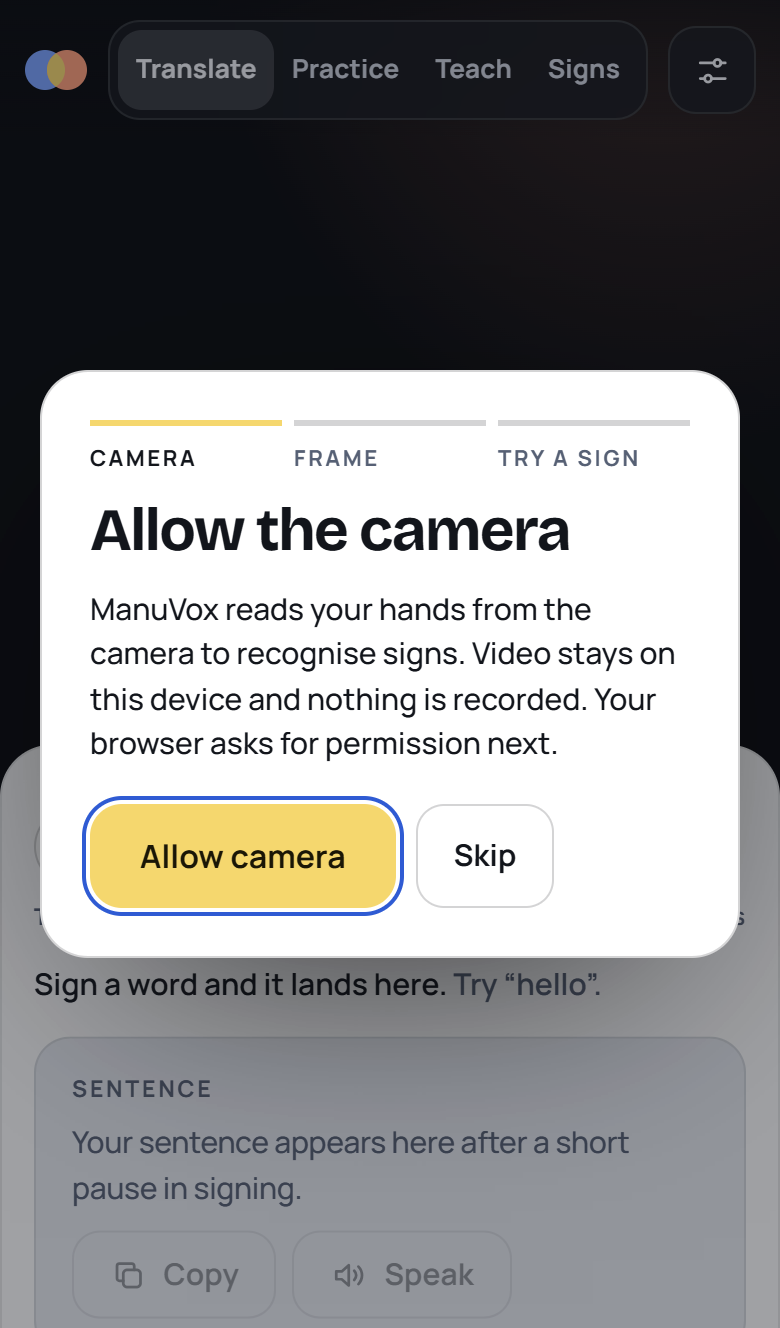 Translate Practice Teach Signs
CAMERA FRAME TRY A SIGN
Allow the camera
ManuVox reads your hands from the
camera to recognise signs. Video stays on
this device and nothing is recorded. Your
browser asks for permission next.
Allow camera Skip
Sign a word and it lands here. Try “hello”.
SENTENCE
Your sentence appears here after a short
pause in signing.
Copy Speak